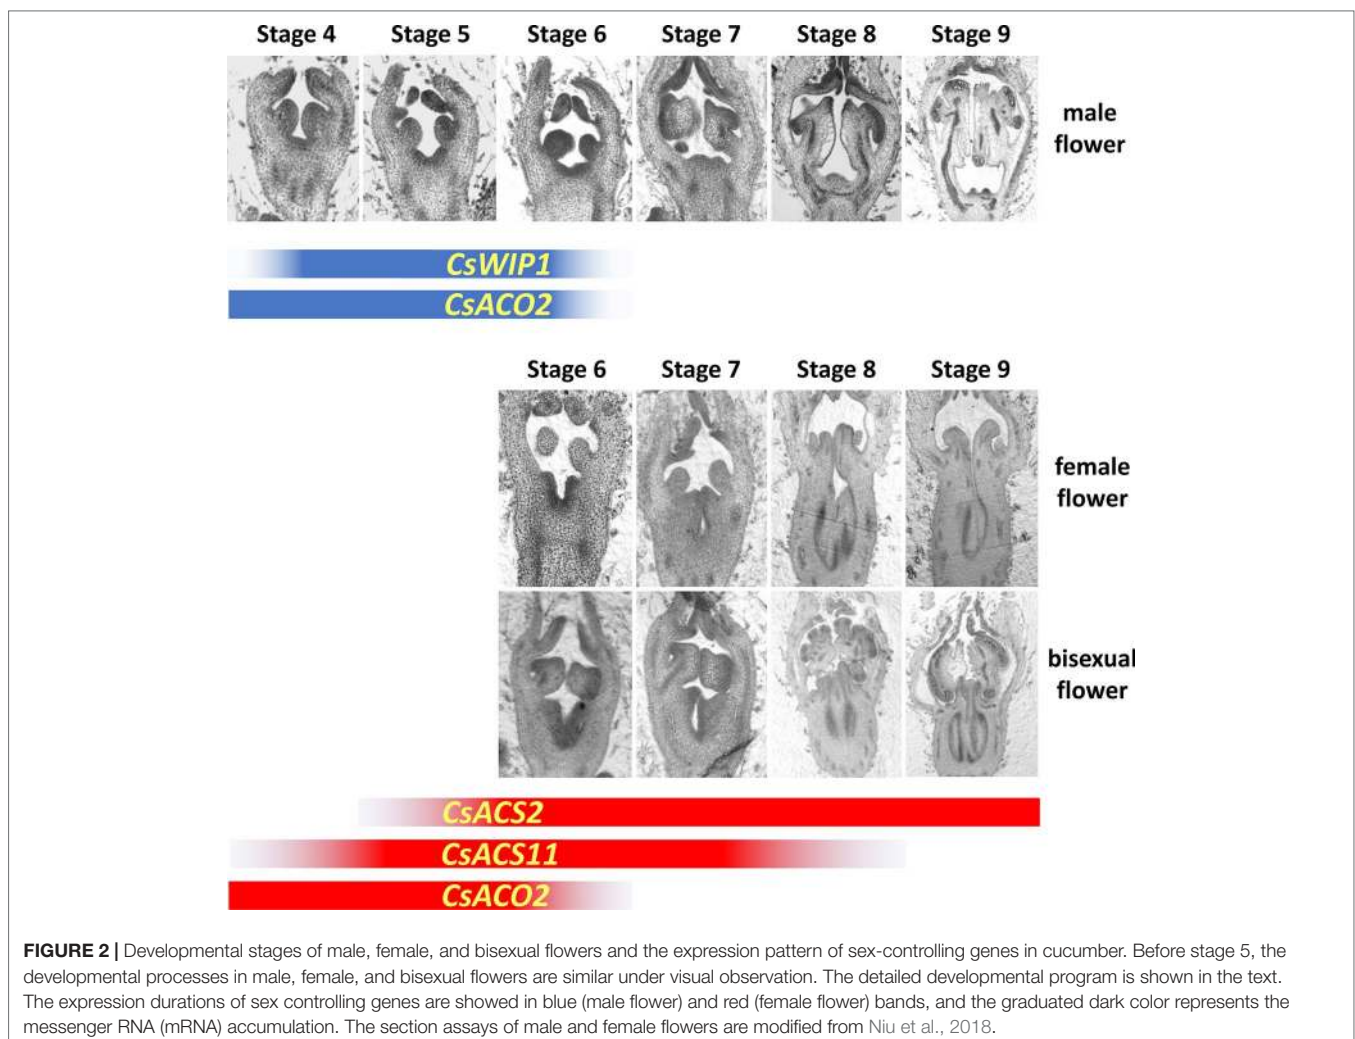 Stage 4 Stage 5 Stage 6 Stage 7 Stage 8 Stage 9
male
flower
CsWIP1
CsACO2
Stage 6 Stage 7 Stage 8 Stage 9
female
flower
bisexual
flower
CsACS2
CsACS11
CsACO2
FIGURE 2 | Developmental stages of male, female, and bisexual flowers and the expression pattern of sex-controlling genes in cucumber. Before stage 5, the
developmental processes in male, female, and bisexual flowers are similar under visual observation. The detailed developmental program is shown in the text.
The expression durations of sex controlling genes are showed in blue (male flower) and red (female flower) bands, and the graduated dark color represents the
messenger RNA (mRNA) accumulation. The section assays of male and female flowers are modified from Niu et al., 2018.